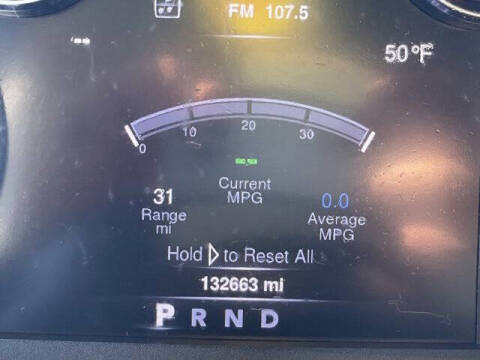 FM 107.5
50°F
0 10 20 30
-- Current MPG
31 Range mi
0.0 Average MPG
Hold ▷ to Reset All
132663 mi
P R N D